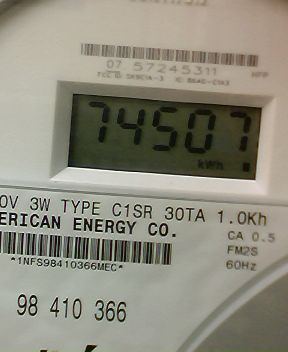 07 57245311
HPP
74507
kWh
0V 3W TYPE C1SR 30TA 1.0Kh
ERICAN ENERGY CO.
CA 0.5
FM2S
60Hz
*1NFS98410366MEC*
98 410 366